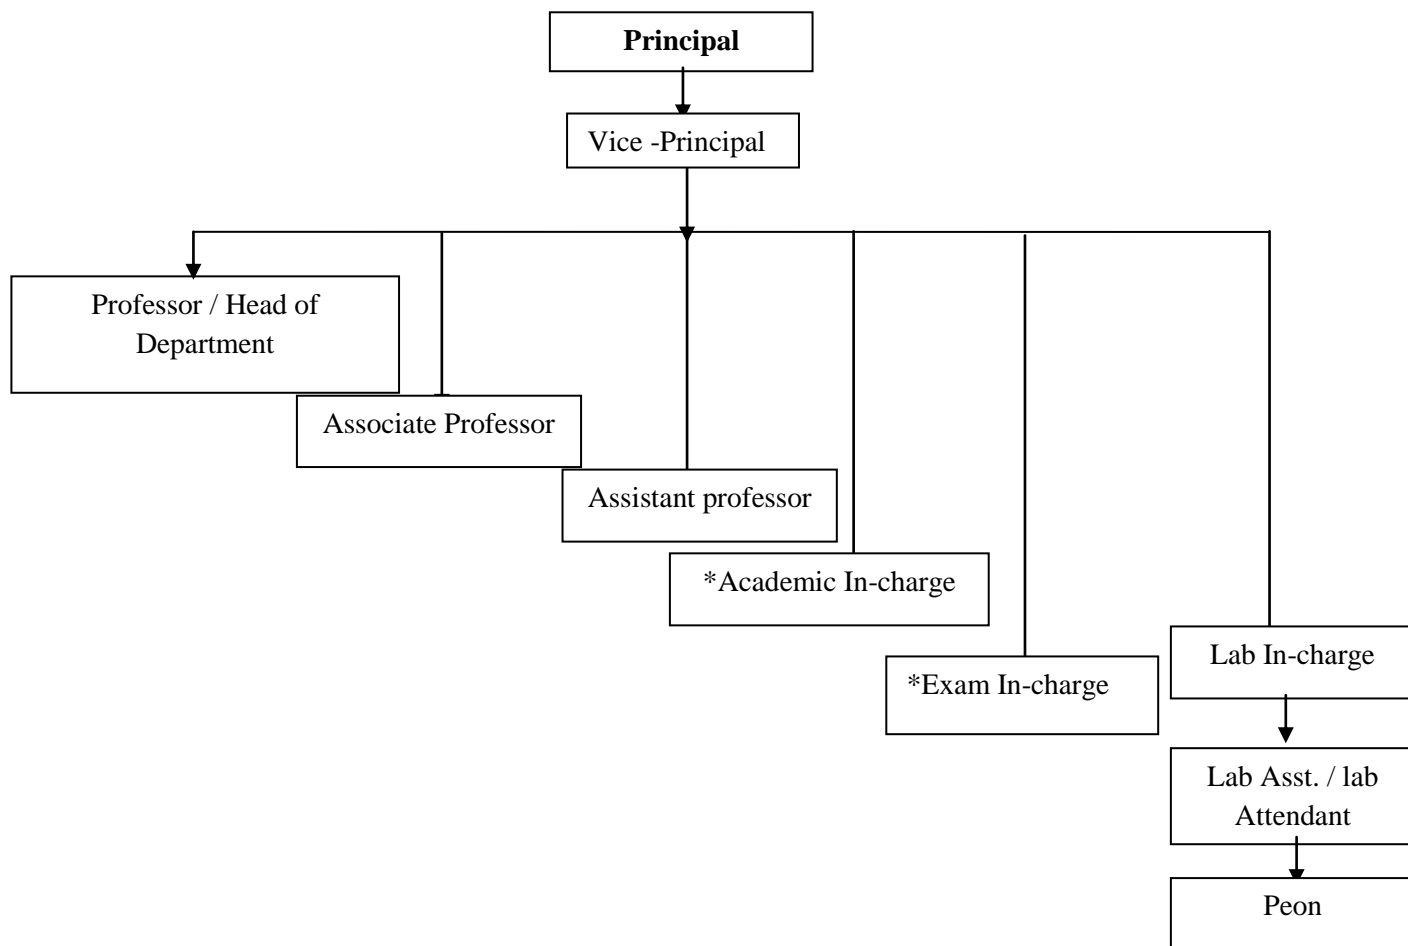 Principal
Vice -Principal
Professor / Head of
Department
Associate Professor
Assistant professor
*Academic In-charge
*Exam In-charge
Lab In-charge
Lab Asst. / lab
Attendant
Peon